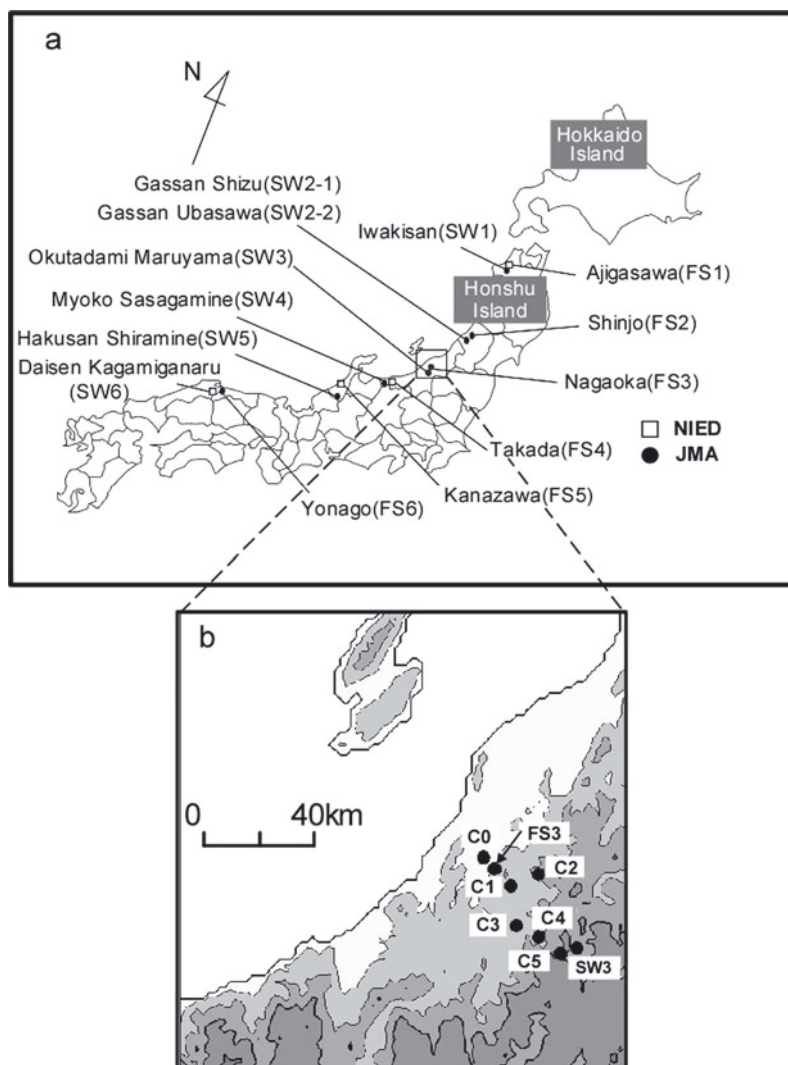 a
N
Hokkaido
Island
Gassan Shizu(SW2-1)
Gassan Ubasawa(SW2-2)
Iwakisan(SW1)
Okutadami Maruyama(SW3)
Ajigasawa(FS1)
Honshu
Island
Myoko Sasagamine(SW4)
Shinjo(FS2)
Hakusan Shiramine(SW5)
Daisen Kagamiganaru
(SW6)
Nagaoka(FS3)
NIED
Takada(FS4)
JMA
Kanazawa(FS5)
Yonago(FS6)
b
0 40km
C0
FS3
C2
C1
C3
C4
C5
SW3